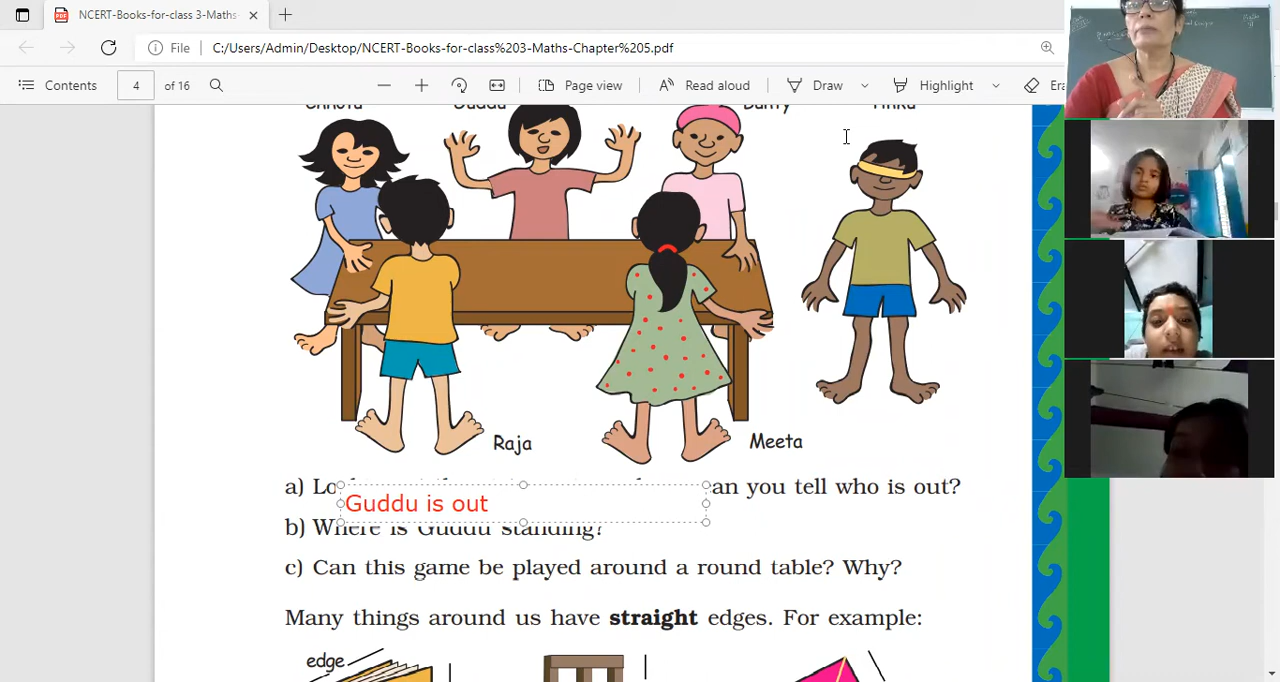 NCERT-Books-for-class 3-Maths-
File C:/Users/Admin/Desktop/NCERT-Books-for-class%203-Maths-Chapter%205.pdf
Contents 4 of 16 Page view Read aloud Draw Highlight
Guddu
Raja
Meeta
a) an you tell who is out?
Guddu is out
b) Where is Guddu standing?
c) Can this game be played around a round table? Why?
Many things around us have straight edges. For example:
edge